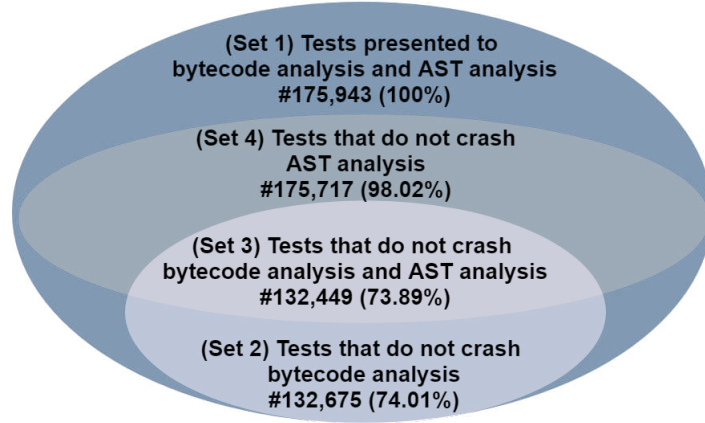 (Set 1) Tests presented to
bytecode analysis and AST analysis
#175,943 (100%)
(Set 4) Tests that do not crash
AST analysis
#175,717 (98.02%)
(Set 3) Tests that do not crash
bytecode analysis and AST analysis
#132,449 (73.89%)
(Set 2) Tests that do not crash
bytecode analysis
#132,675 (74.01%)